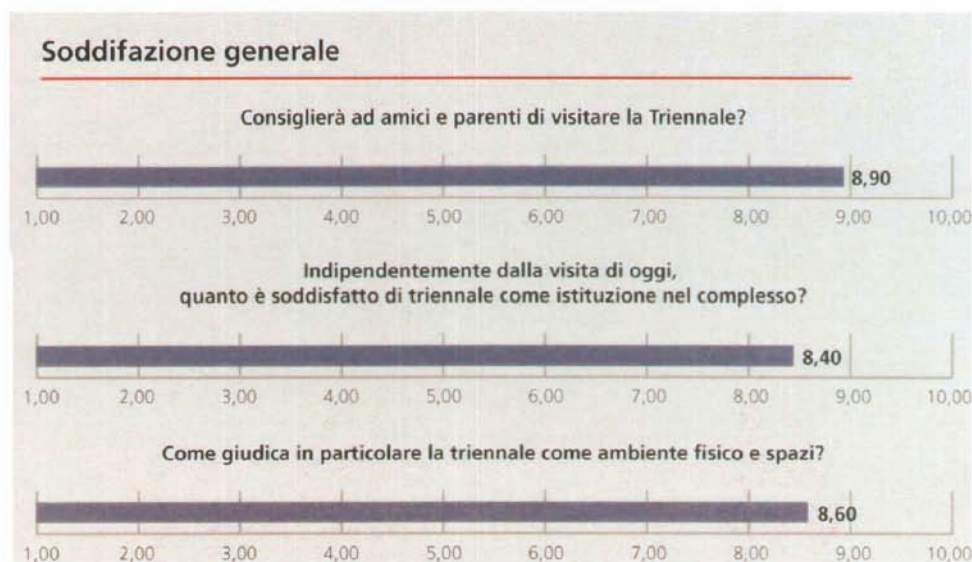 Soddifazione generale
Consiglierà ad amici e parenti di visitare la Triennale?
8,90
1,00 2,00 3,00 4,00 5,00 6,00 7,00 8,00 9,00 10,00
Indipendentemente dalla visita di oggi,
quanto è soddisfatto di triennale come istituzione nel complesso?
8,40
1,00 2,00 3,00 4,00 5,00 6,00 7,00 8,00 9,00 10,00
Come giudica in particolare la triennale come ambiente fisico e spazi?
8,60
1,00 2,00 3,00 4,00 5,00 6,00 7,00 8,00 9,00 10,00